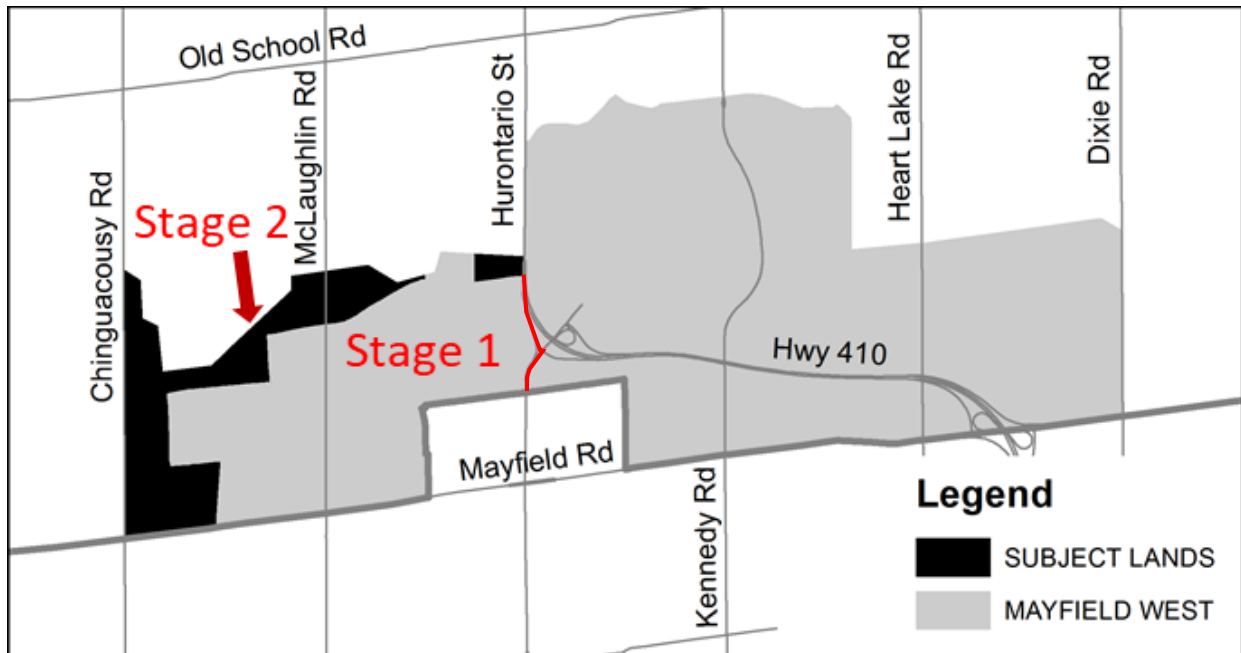 Old School Rd
Chinguacousy Rd
McLaughlin Rd
Hurontario St
Heart Lake Rd
Dixie Rd
Stage 2
Stage 1
Hwy 410
Mayfield Rd
Kennedy Rd
Legend
SUBJECT LANDS
MAYFIELD WEST